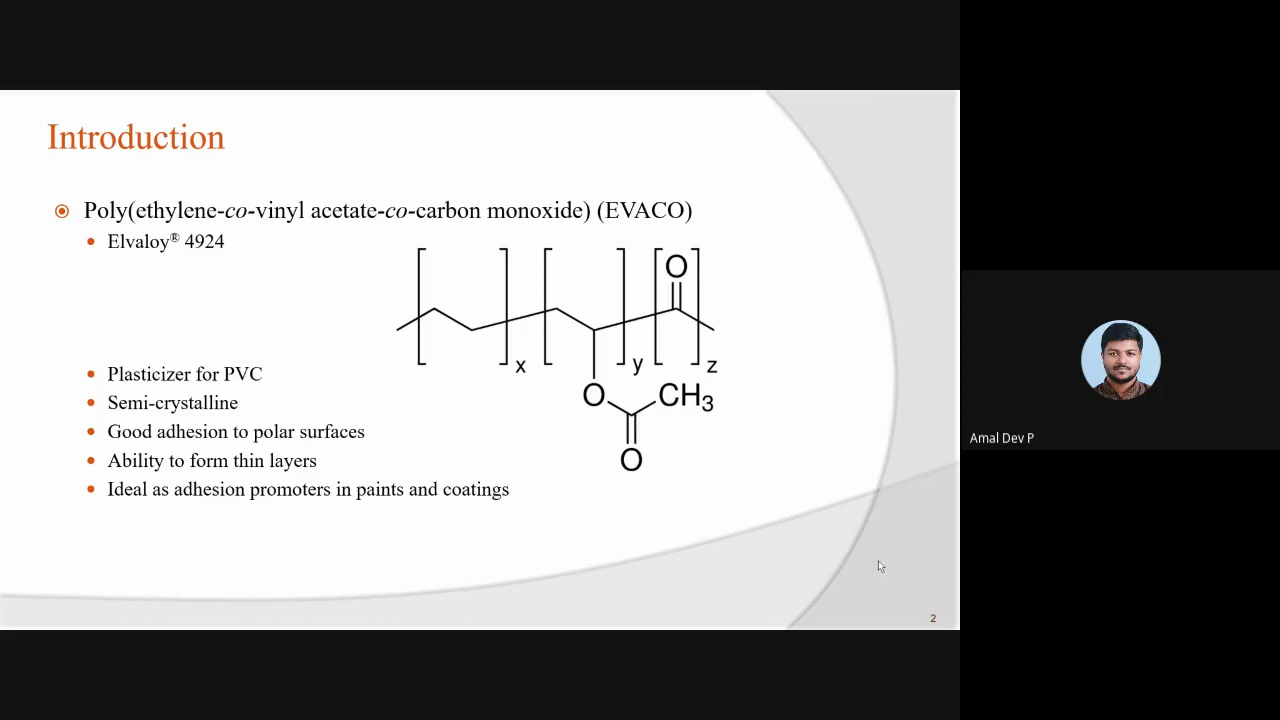 Introduction
Poly(ethylene-co-vinyl acetate-co-carbon monoxide) (EVACO)
Elvaloy® 4924
O
x
y
z
O
CH3
O
Plasticizer for PVC
Semi-crystalline
Good adhesion to polar surfaces
Ability to form thin layers
Ideal as adhesion promoters in paints and coatings
2
Amal Dev P